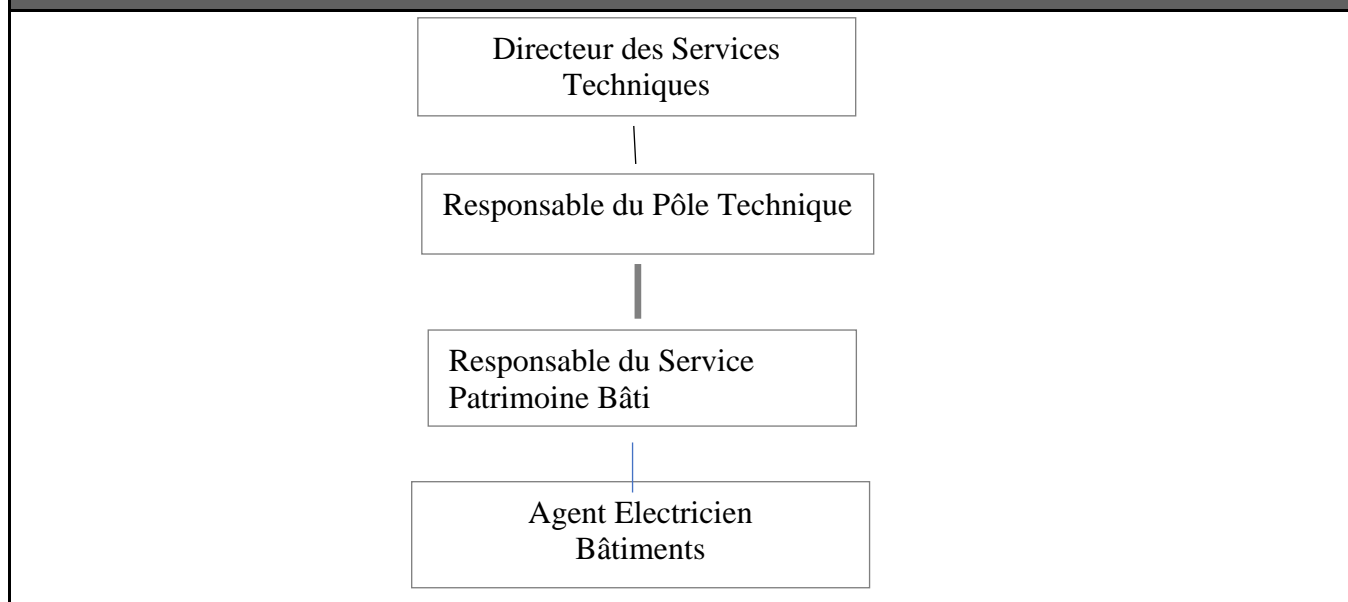 Directeur des Services
Techniques
Responsable du Pôle Technique
Responsable du Service
Patrimoine Bâti
Agent Electricien
Bâtiments